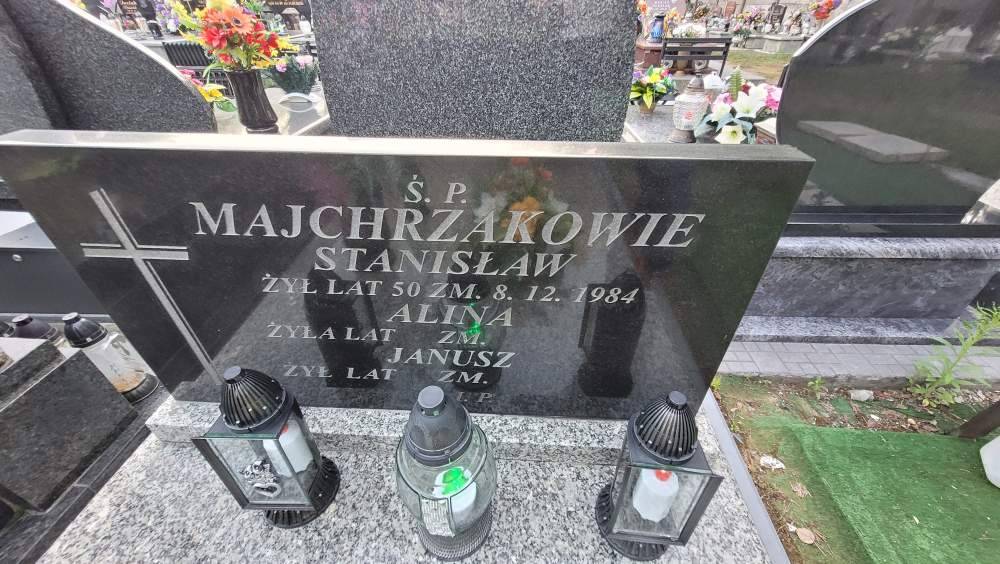 Ś. P.
MAJCHRZAKOWIE
STANISŁAW
ŻYŁ LAT 50 ZM. 8. 12. 1984
ALINA
ŻYŁA LAT ZM.
JANUSZ
ŻYŁ LAT ZM.